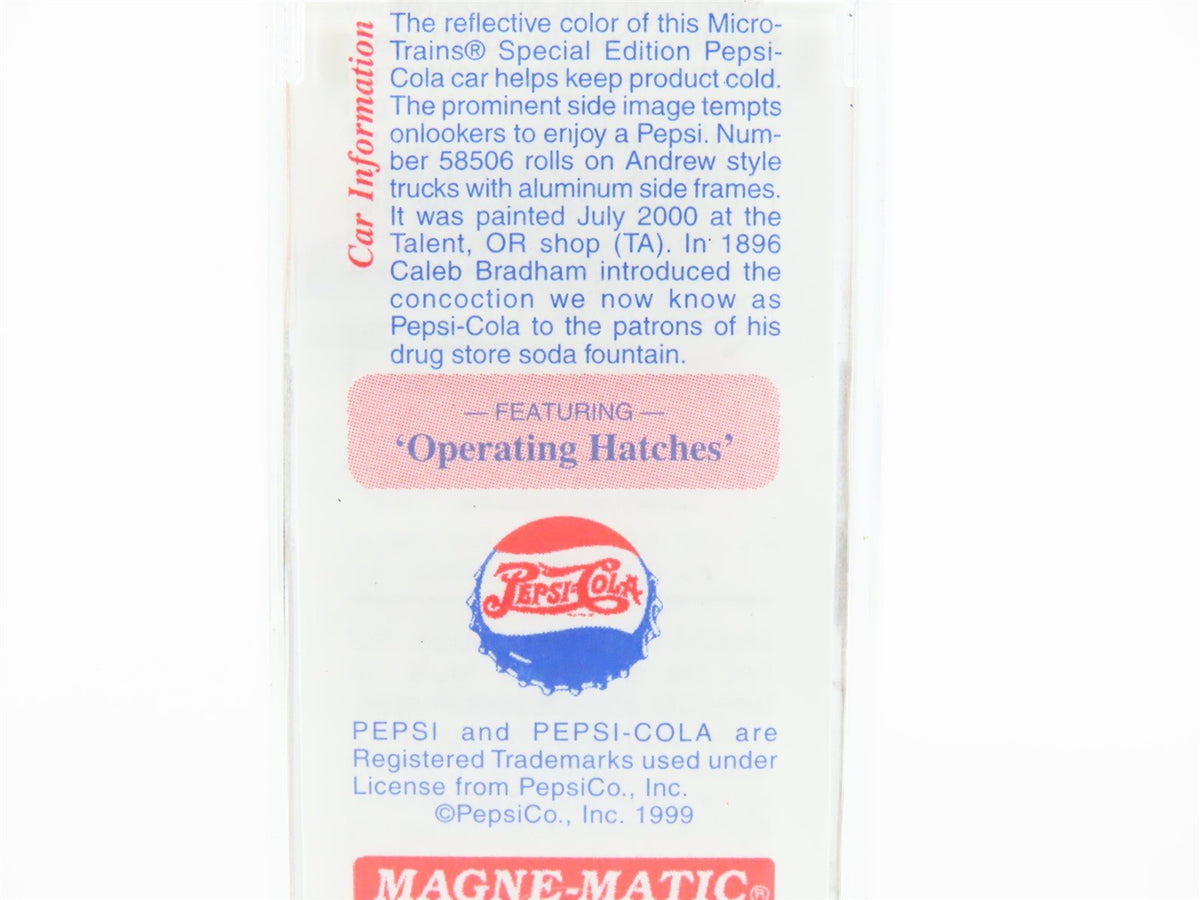 Car Information
The reflective color of this Micro-
Trains® Special Edition Pepsi-
Cola car helps keep product cold.
The prominent side image tempts
onlookers to enjoy a Pepsi. Num-
ber 58506 rolls on Andrew style
trucks with aluminum side frames.
It was painted July 2000 at the
Talent, OR shop (TA). In 1896
Caleb Bradham introduced the
concoction we now know as
Pepsi-Cola to the patrons of his
drug store soda fountain.
— FEATURING —
‘Operating Hatches’
PEPSI-COLA
PEPSI and PEPSI-COLA are
Registered Trademarks used under
License from PepsiCo., Inc.
©PepsiCo., Inc. 1999
MAGNE-MATIC®